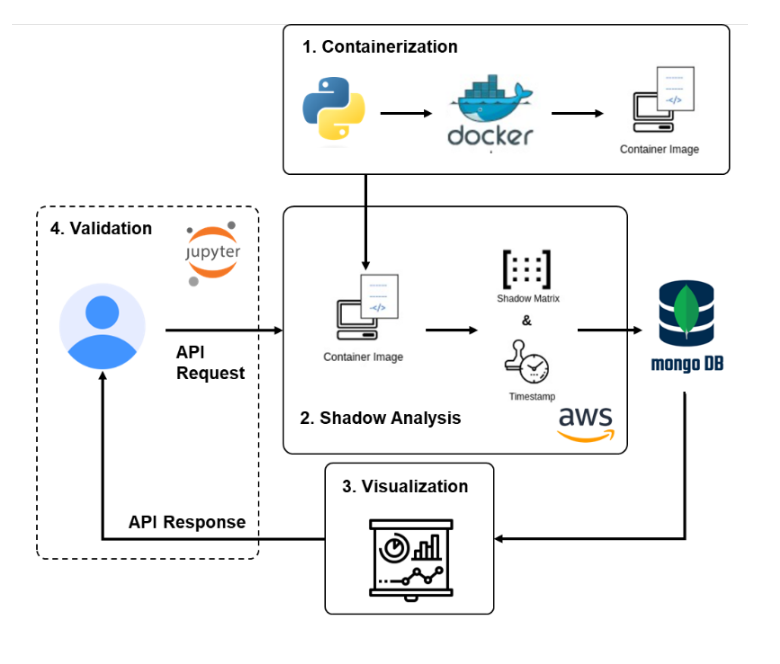 1. Containerization
docker
Container Image
4. Validation
jupyter
API
Request
Container Image
Shadow Matrix
&
Timestamp
2. Shadow Analysis
aws
mongo DB
3. Visualization
API Response